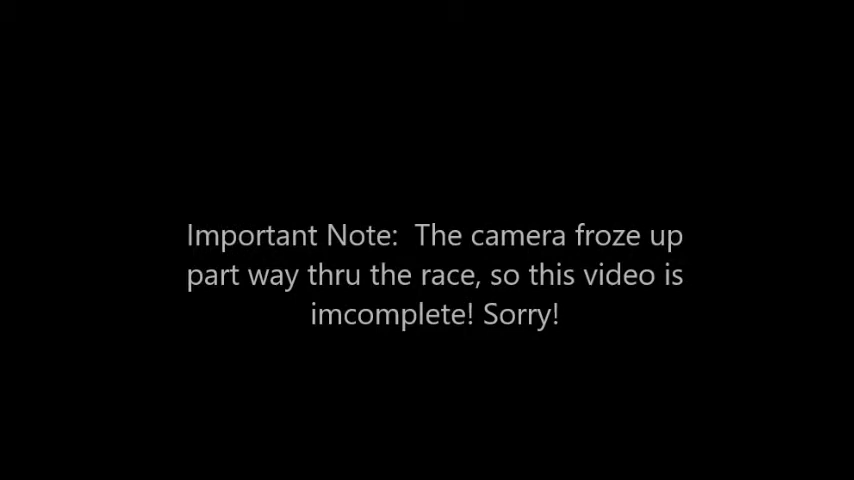 Important Note:  The camera froze up
part way thru the race, so this video is
imcomplete! Sorry!